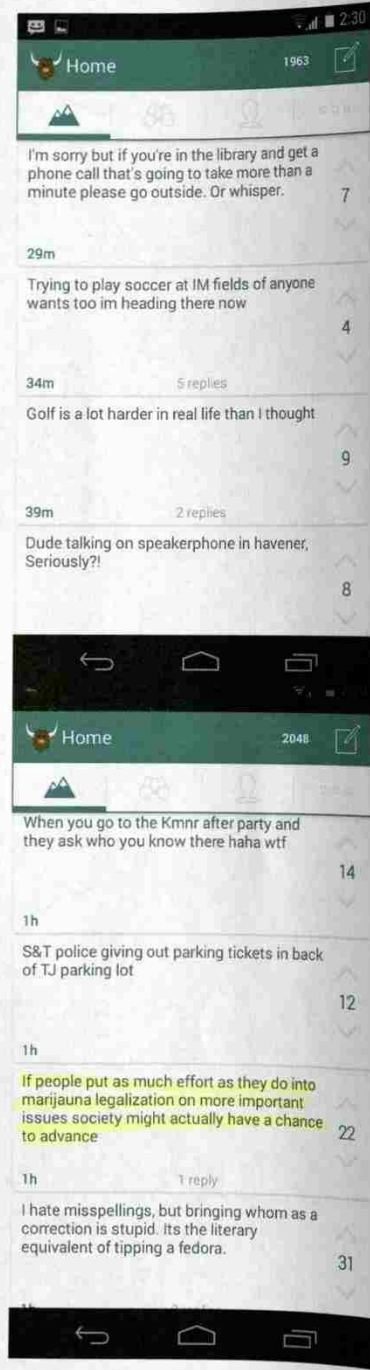 2:30
Home
1963
I'm sorry but if you're in the library and get a
phone call that's going to take more than a
minute please go outside. Or whisper.
7
29m
Trying to play soccer at IM fields of anyone
wants too im heading there now
4
34m
5 replies
Golf is a lot harder in real life than I thought
9
39m
2 replies
Dude talking on speakerphone in havener,
Seriously?!
8
Home
2048
When you go to the Kmnr after party and
they ask who you know there haha wtf
14
1h
S&T police giving out parking tickets in back
of TJ parking lot
12
1h
If people put as much effort as they do into
marijauna legalization on more important
issues society might actually have a chance
to advance
22
1h
1 reply
I hate misspellings, but bringing whom as a
correction is stupid. Its the literary
equivalent of tipping a fedora.
31